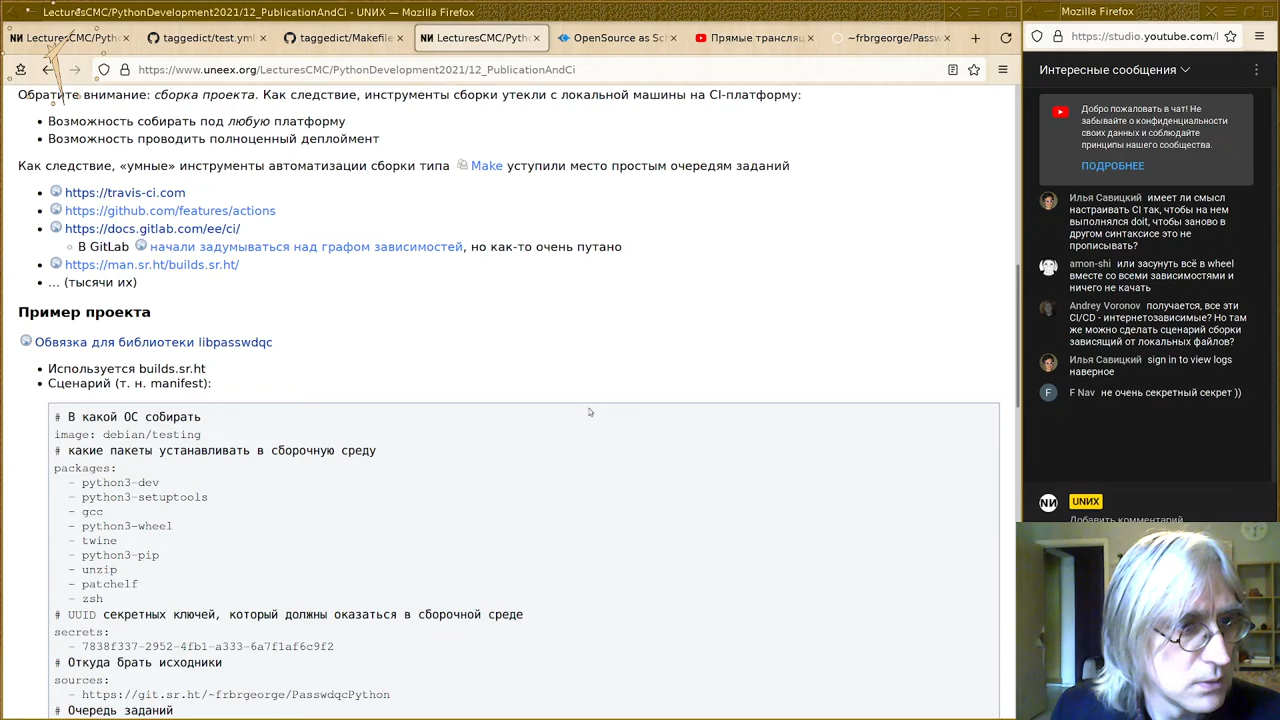 LecturesCMC/PythonDevelopment2021/12_PublicationAndCi - UNИX — Mozilla Firefox
Mozilla Firefox
LecturesCMC/Pytho
taggedict/test.yml
taggedict/Makefile
LecturesCMC/Pytho
OpenSource as Sc
Прямые трансляц
~frbrgeorge/Passw
https://www.uneex.org/LecturesCMC/PythonDevelopment2021/12_PublicationAndCi
https://studio.youtube.com/l
Обратите внимание: сборка проекта. Как следствие, инструменты сборки утекли с локальной машины на CI-платформу:
Возможность собирать под любую платформу
Возможность проводить полноценный деплоймент
Как следствие, «умные» инструменты автоматизации сборки типа Make уступили место простым очередям заданий
https://travis-ci.com
https://github.com/features/actions
https://docs.gitlab.com/ee/ci/
В GitLab начали задумываться над графом зависимостей, но как-то очень путано
https://man.sr.ht/builds.sr.ht/
… (тысячи их)
Пример проекта
Обвязка для библиотеки libpasswdqc
Используется builds.sr.ht
Сценарий (т. н. manifest):
# В какой ОС собирать
image: debian/testing
# какие пакеты устанавливать в сборочную среду
packages:
- python3-dev
- python3-setuptools
- gcc
- python3-wheel
- twine
- python3-pip
- unzip
- patchelf
- zsh
# UUID секретных ключей, который должны оказаться в сборочной среде
secrets:
- 7838f337-2952-4fb1-a333-6a7f1af6c9f2
# Откуда брать исходники
sources:
- https://git.sr.ht/~frbrgeorge/PasswdqcPython
# Очередь заданий
Интересные сообщения
Добро пожаловать в чат! Не
забывайте о конфиденциальности
своих данных и соблюдайте
принципы нашего сообщества.
ПОДРОБНЕЕ
Илья Савицкий имеет ли смысл
настраивать CI так, чтобы на нем
выполнялся doit, чтобы заново в
другом синтаксисе это не
прописывать?
amon-shi или засунуть всё в wheel
вместе со всеми зависимостями и
ничего не качать
Andrey Voronov получается, все эти
CI/CD - интернетозависимые? Но там
же можно сделать сценарий сборки
зависящий от локальных файлов?
Илья Савицкий sign in to view logs
наверное
F
F Nav не очень секретный секрет ))
NИ
UNИX
Добавить комментарий